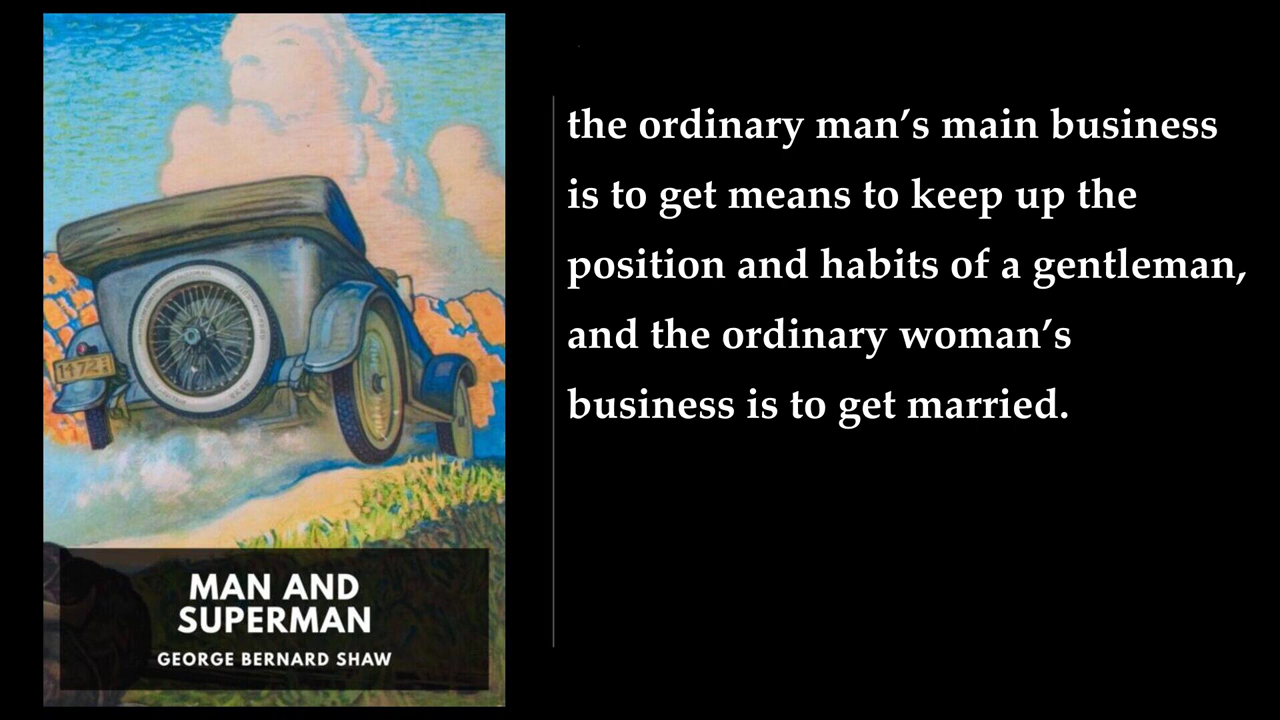 the ordinary man’s main business
is to get means to keep up the
position and habits of a gentleman,
and the ordinary woman’s
business is to get married.
1472
MAN AND
SUPERMAN
GEORGE BERNARD SHAW